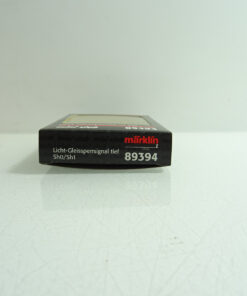 märklin
Licht-Gleissperrsignal tief
Sh0/Sh1
89394